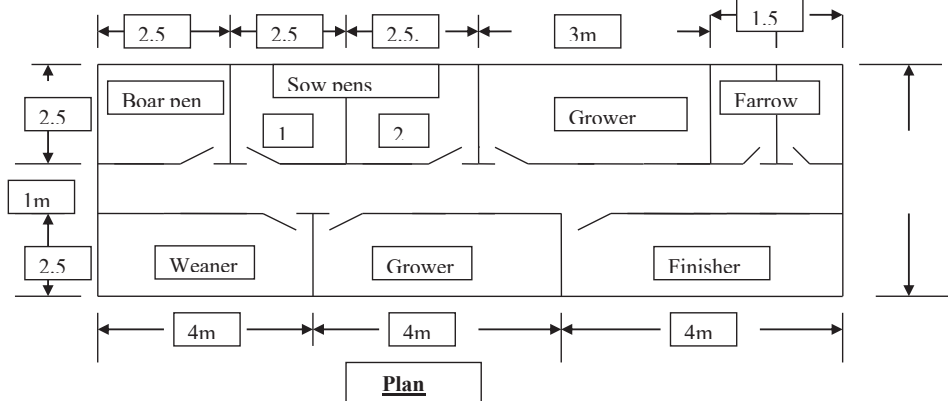 2.5 2.5 2.5. 3m 1.5
Boar pen Sow pens Farrow
2.5 1 2 Grower
1m
2.5 Weaner Grower Finisher
4m 4m 4m
Plan